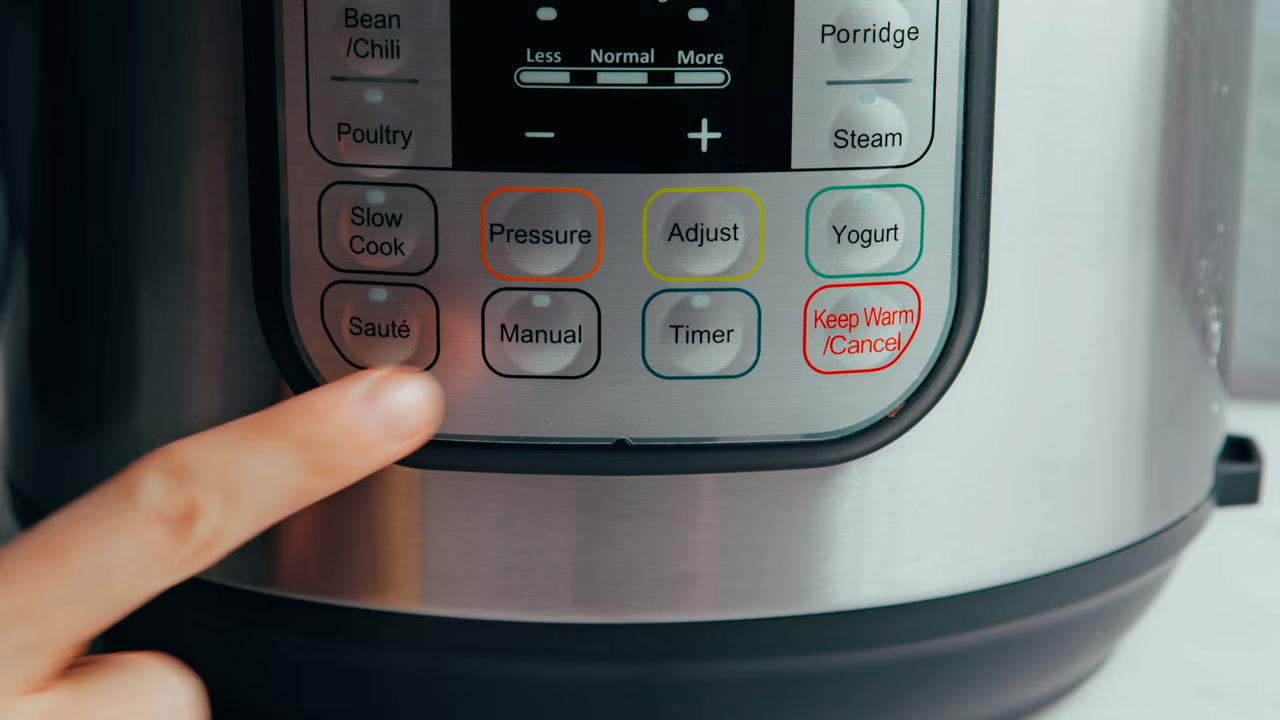 Bean
/Chili
Less Normal More
Porridge
− +
Poultry
Steam
Slow
Cook
Pressure
Adjust
Yogurt
Sauté
Manual
Timer
Keep Warm
/Cancel